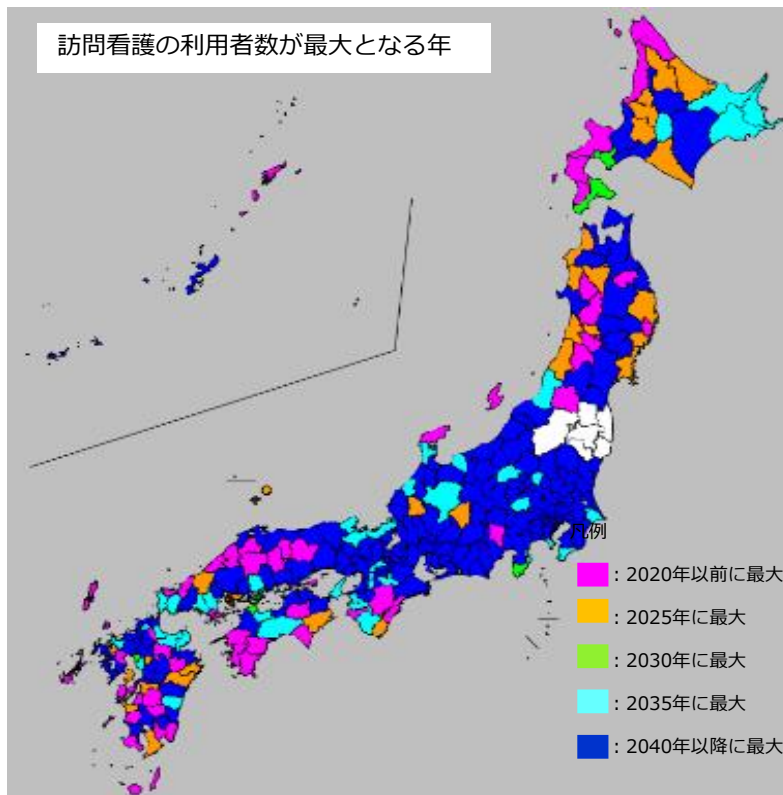 訪問看護の利用者数が最大となる年
凡例
：2020年以前に最大
：2025年に最大
：2030年に最大
：2035年に最大
：2040年以降に最大